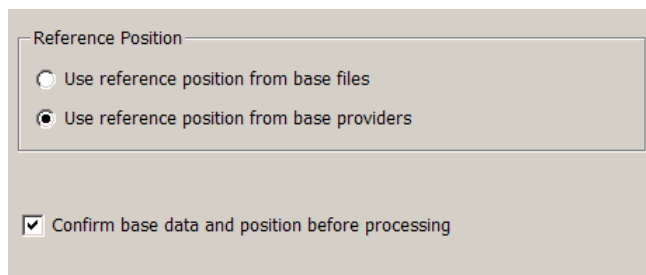 Reference Position
Use reference position from base files
Use reference position from base providers
Confirm base data and position before processing